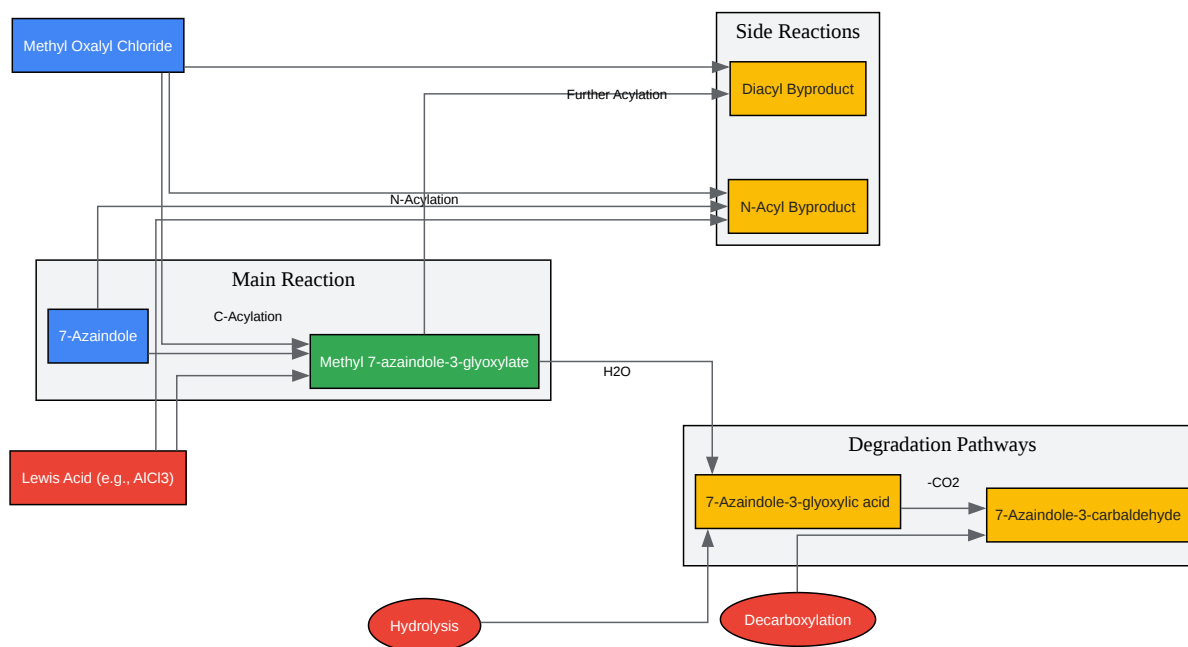 Methyl Oxalyl Chloride
Side Reactions
Diacyl Byproduct
Further Acylation
N-Acylation
N-Acyl Byproduct
Main Reaction
7-Azaindole
C-Acylation
Methyl 7-azaindole-3-glyoxylate
H2O
Lewis Acid (e.g., AlCl3)
Degradation Pathways
7-Azaindole-3-glyoxylic acid
-CO2
7-Azaindole-3-carbaldehyde
Hydrolysis
Decarboxylation